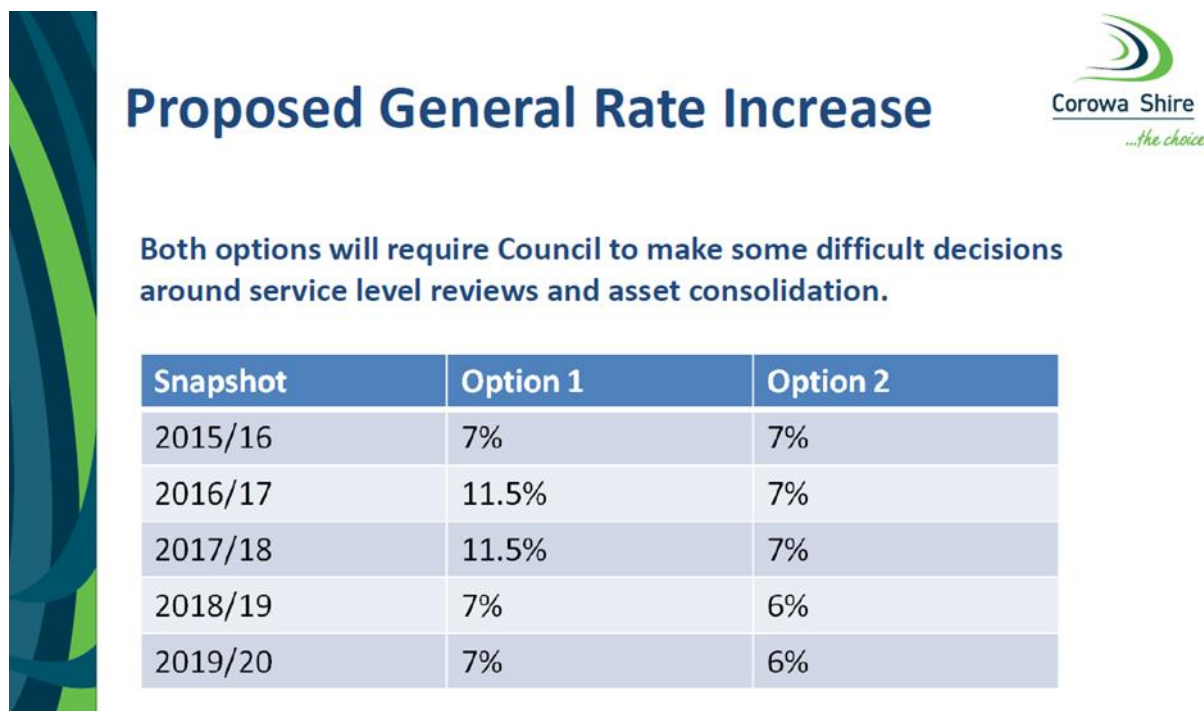 Corowa Shire
...the choice
Proposed General Rate Increase
Both options will require Council to make some difficult decisions
around service level reviews and asset consolidation.
Snapshot Option 1 Option 2
2015/16 7% 7%
2016/17 11.5% 7%
2017/18 11.5% 7%
2018/19 7% 6%
2019/20 7% 6%